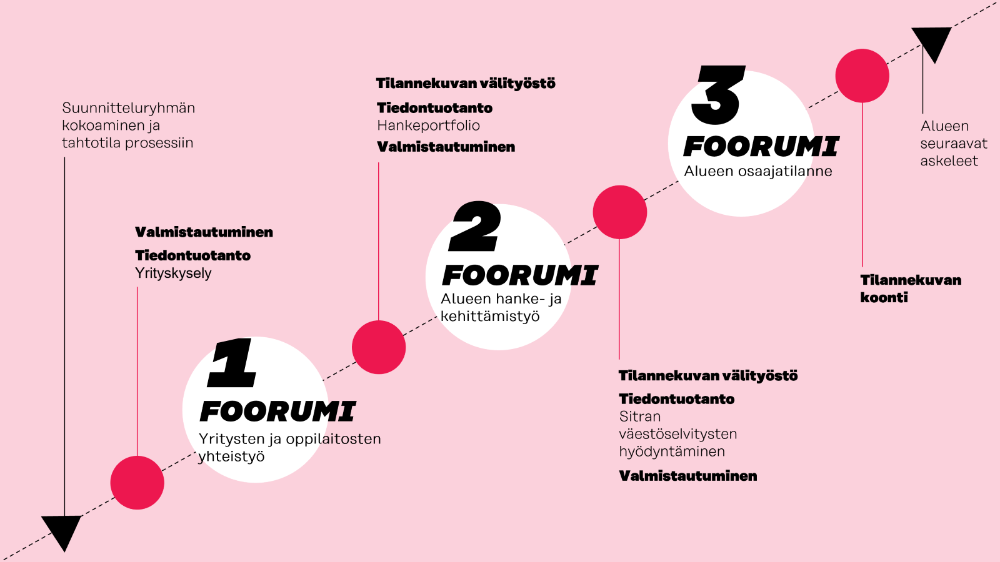 Suunnitteluryhmän
kokoaminen ja
tahtotila prosessiin
Valmistautuminen
Tiedontuotanto
Yrityskysely
1
FOORUMI
Yritysten ja oppilaitosten
yhteistyö
Tilannekuvan välityöstö
Tiedontuotanto
Hankeportfolio
Valmistautuminen
2
FOORUMI
Alueen hanke- ja
kehittämistyö
Tilannekuvan välityöstö
Tiedontuotanto
Sitran
väestöselvitysten
hyödyntäminen
Valmistautuminen
3
FOORUMI
Alueen osaajatilanne
Tilannekuvan
koonti
Alueen
seuraavat
askeleet